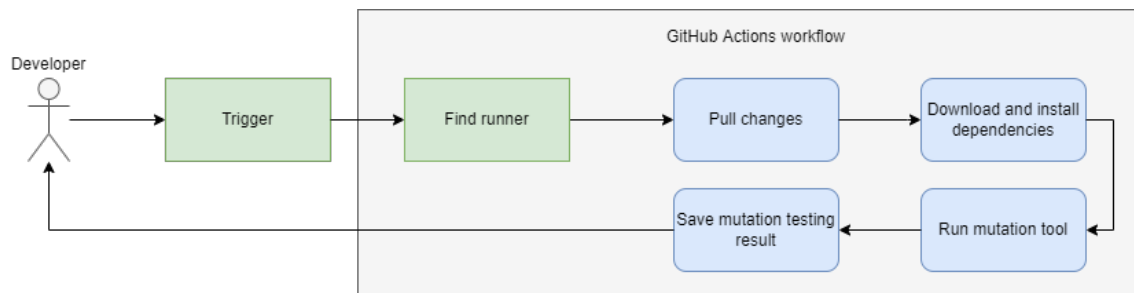 GitHub Actions workflow
Developer
Trigger
Find runner
Pull changes
Download and install
dependencies
Save mutation testing
result
Run mutation tool